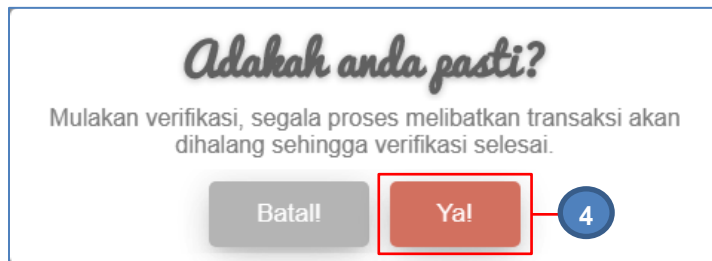 Adakah anda pasti?
Mulakan verifikasi, segala proses melibatkan transaksi akan
dihalang sehingga verifikasi selesai.
Batal! Ya! 4